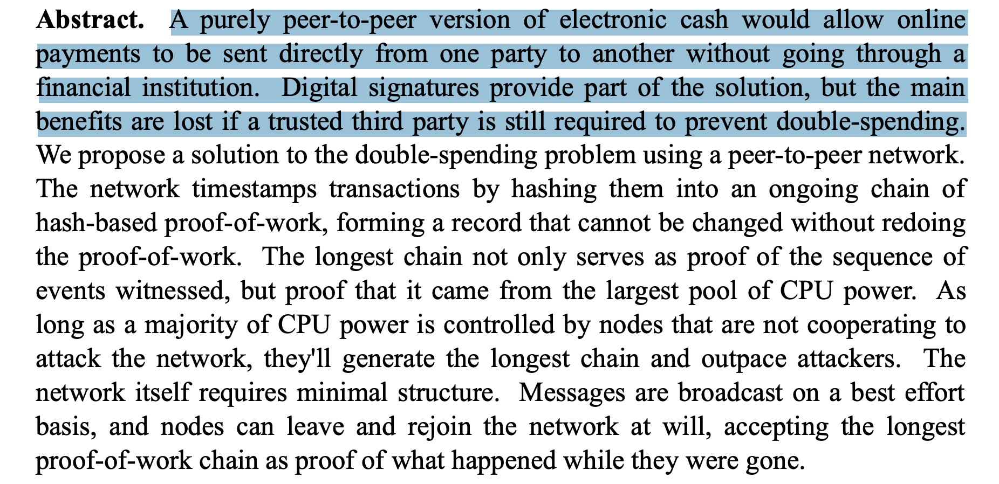 Abstract. A purely peer-to-peer version of electronic cash would allow online
payments to be sent directly from one party to another without going through a
financial institution. Digital signatures provide part of the solution, but the main
benefits are lost if a trusted third party is still required to prevent double-spending.
We propose a solution to the double-spending problem using a peer-to-peer network.
The network timestamps transactions by hashing them into an ongoing chain of
hash-based proof-of-work, forming a record that cannot be changed without redoing
the proof-of-work. The longest chain not only serves as proof of the sequence of
events witnessed, but proof that it came from the largest pool of CPU power. As
long as a majority of CPU power is controlled by nodes that are not cooperating to
attack the network, they'll generate the longest chain and outpace attackers. The
network itself requires minimal structure. Messages are broadcast on a best effort
basis, and nodes can leave and rejoin the network at will, accepting the longest
proof-of-work chain as proof of what happened while they were gone.